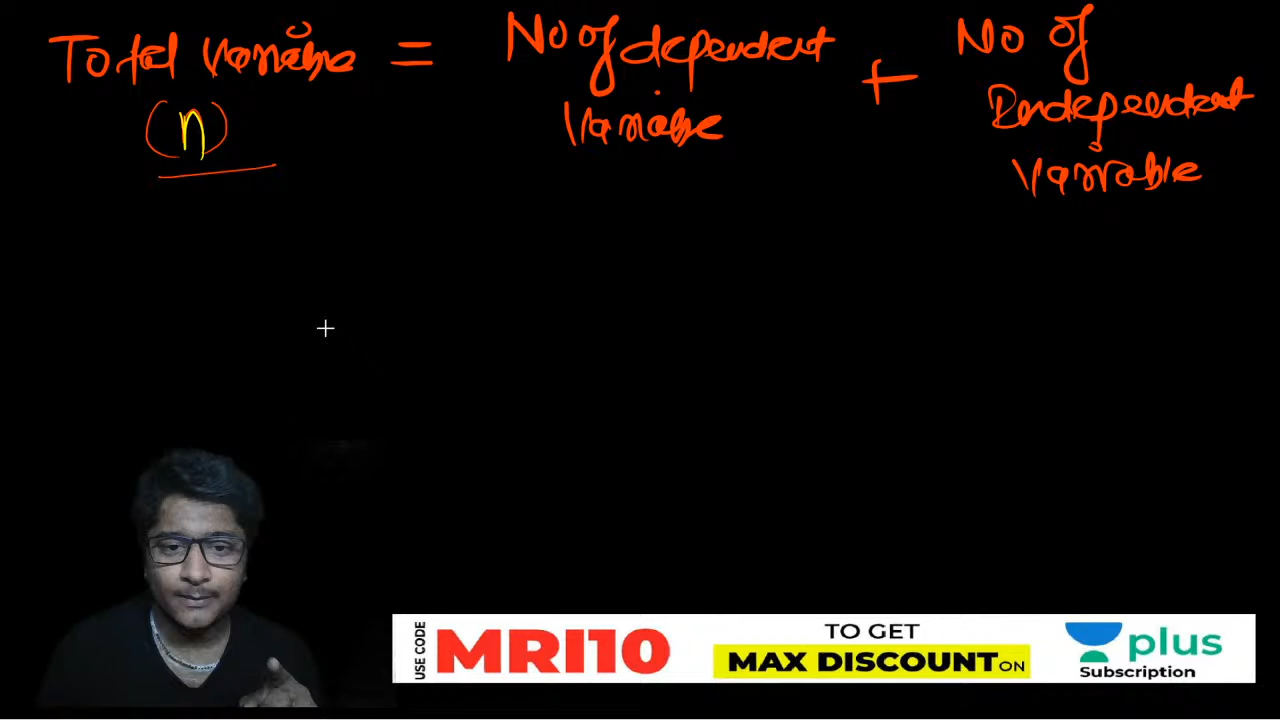 Total Variable = No of dependent Variable + No of Independent Variable
(n)
USE CODE
MRI10
TO GET
MAX DISCOUNT ON
plus
Subscription